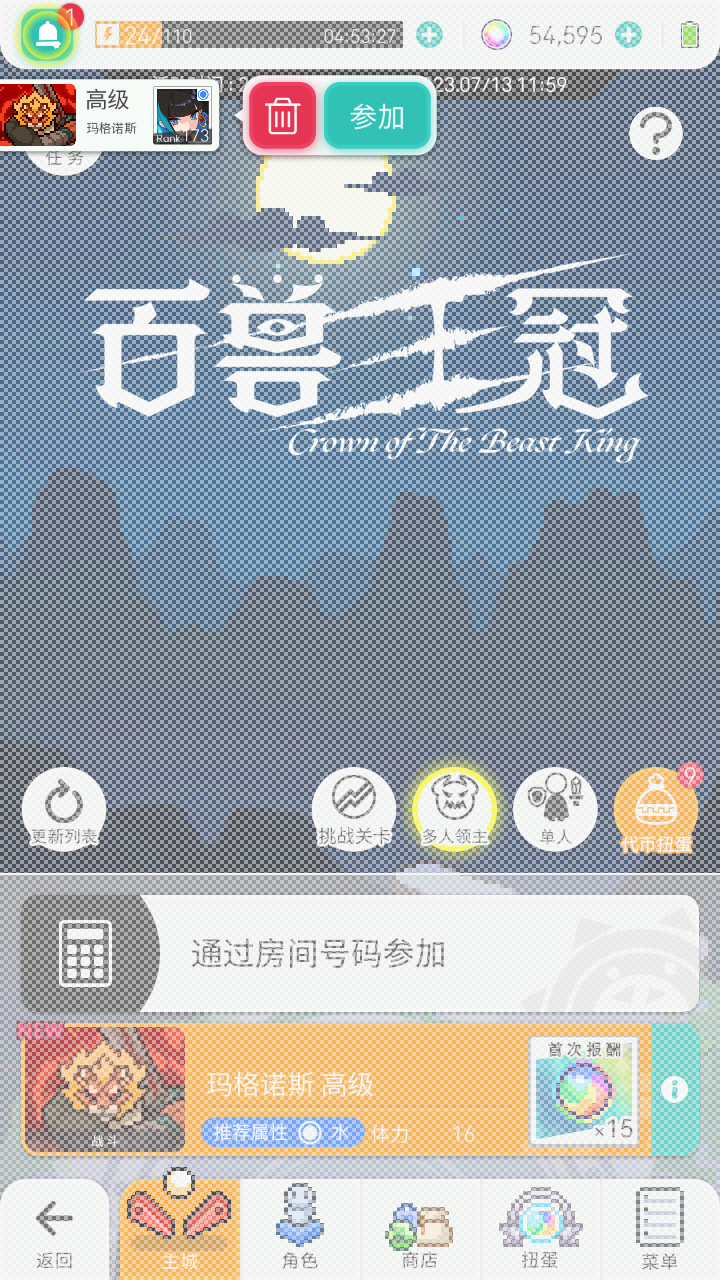 1
24/110
04:53:27
54,595
23.07/13 11:59
高级
玛格诺斯
Rank 173
参加
任务
百兽王冠
Crown of The Beast King
更新列表
挑战关卡
多人领主
单人
9
代币扭蛋
通过房间号码参加
NEW
玛格诺斯 高级
战斗
推荐属性 水
体力 16
首次报酬
×15
返回
主城
角色
商店
扭蛋
菜单